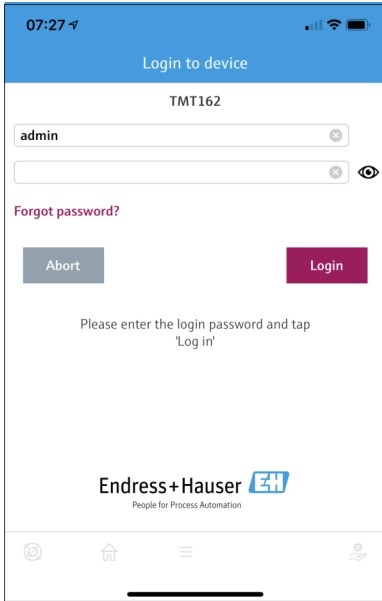 07:27
Login to device
TMT162
admin
Forgot password?
Abort
Login
Please enter the login password and tap
'Log in'
Endress+Hauser EH
People for Process Automation